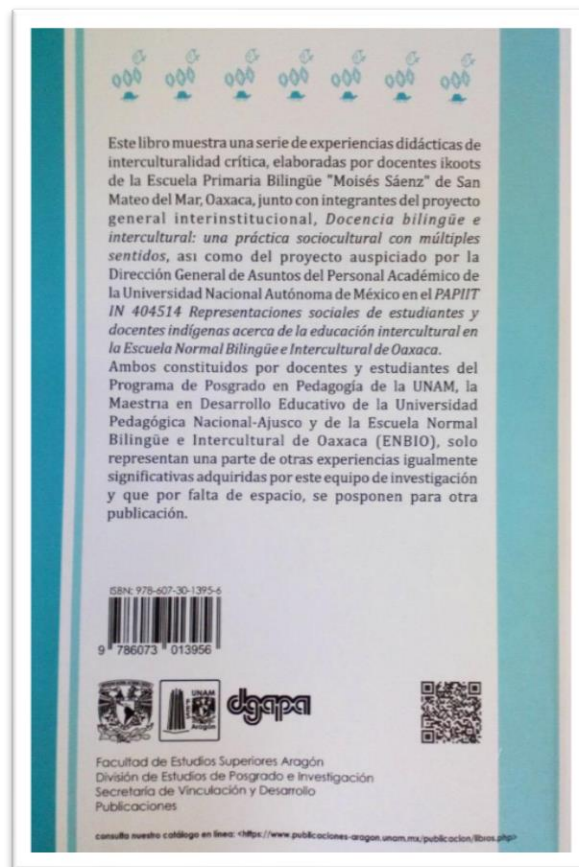 Este libro muestra una serie de experiencias didácticas de
interculturalidad crítica, elaboradas por docentes ikoots
de la Escuela Primaria Bilingüe "Moisés Sáenz" de San
Mateo del Mar, Oaxaca, junto con integrantes del proyecto
general interinstitucional, Docencia bilingüe e
intercultural: una práctica sociocultural con múltiples
sentidos, así como del proyecto auspiciado por la
Dirección General de Asuntos del Personal Académico de
la Universidad Nacional Autónoma de México en el PAPIIT
IN 404514 Representaciones sociales de estudiantes y
docentes indígenas acerca de la educación intercultural en
la Escuela Normal Bilingüe e Intercultural de Oaxaca.
Ambos constituidos por docentes y estudiantes del
Programa de Posgrado en Pedagogía de la UNAM, la
Maestría en Desarrollo Educativo de la Universidad
Pedagógica Nacional-Ajusco y de la Escuela Normal
Bilingüe e Intercultural de Oaxaca (ENBIO), solo
representan una parte de otras experiencias igualmente
significativas adquiridas por este equipo de investigación
y que por falta de espacio, se posponen para otra
publicación.
ISBN: 978-607-30-1395-6
9 786073 013956
UNAM
Aragón
dgapa
Facultad de Estudios Superiores Aragón
División de Estudios de Posgrado e Investigación
Secretaría de Vinculación y Desarrollo
Publicaciones
consulta nuestro catálogo en línea: <https://www.publicaciones-aragon.unam.mx/publicacion/libros.php>